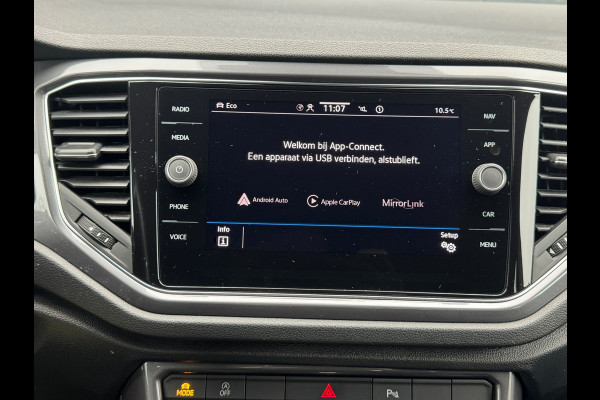 Eco 11:07 10.5°C
RADIO
MEDIA
PHONE
VOICE
Welkom bij App-Connect.
Een apparaat via USB verbinden, alstublieft.
Android Auto Apple CarPlay MirrorLink
Info Setup
NAV
APP
CAR
MENU
MODE OFF P